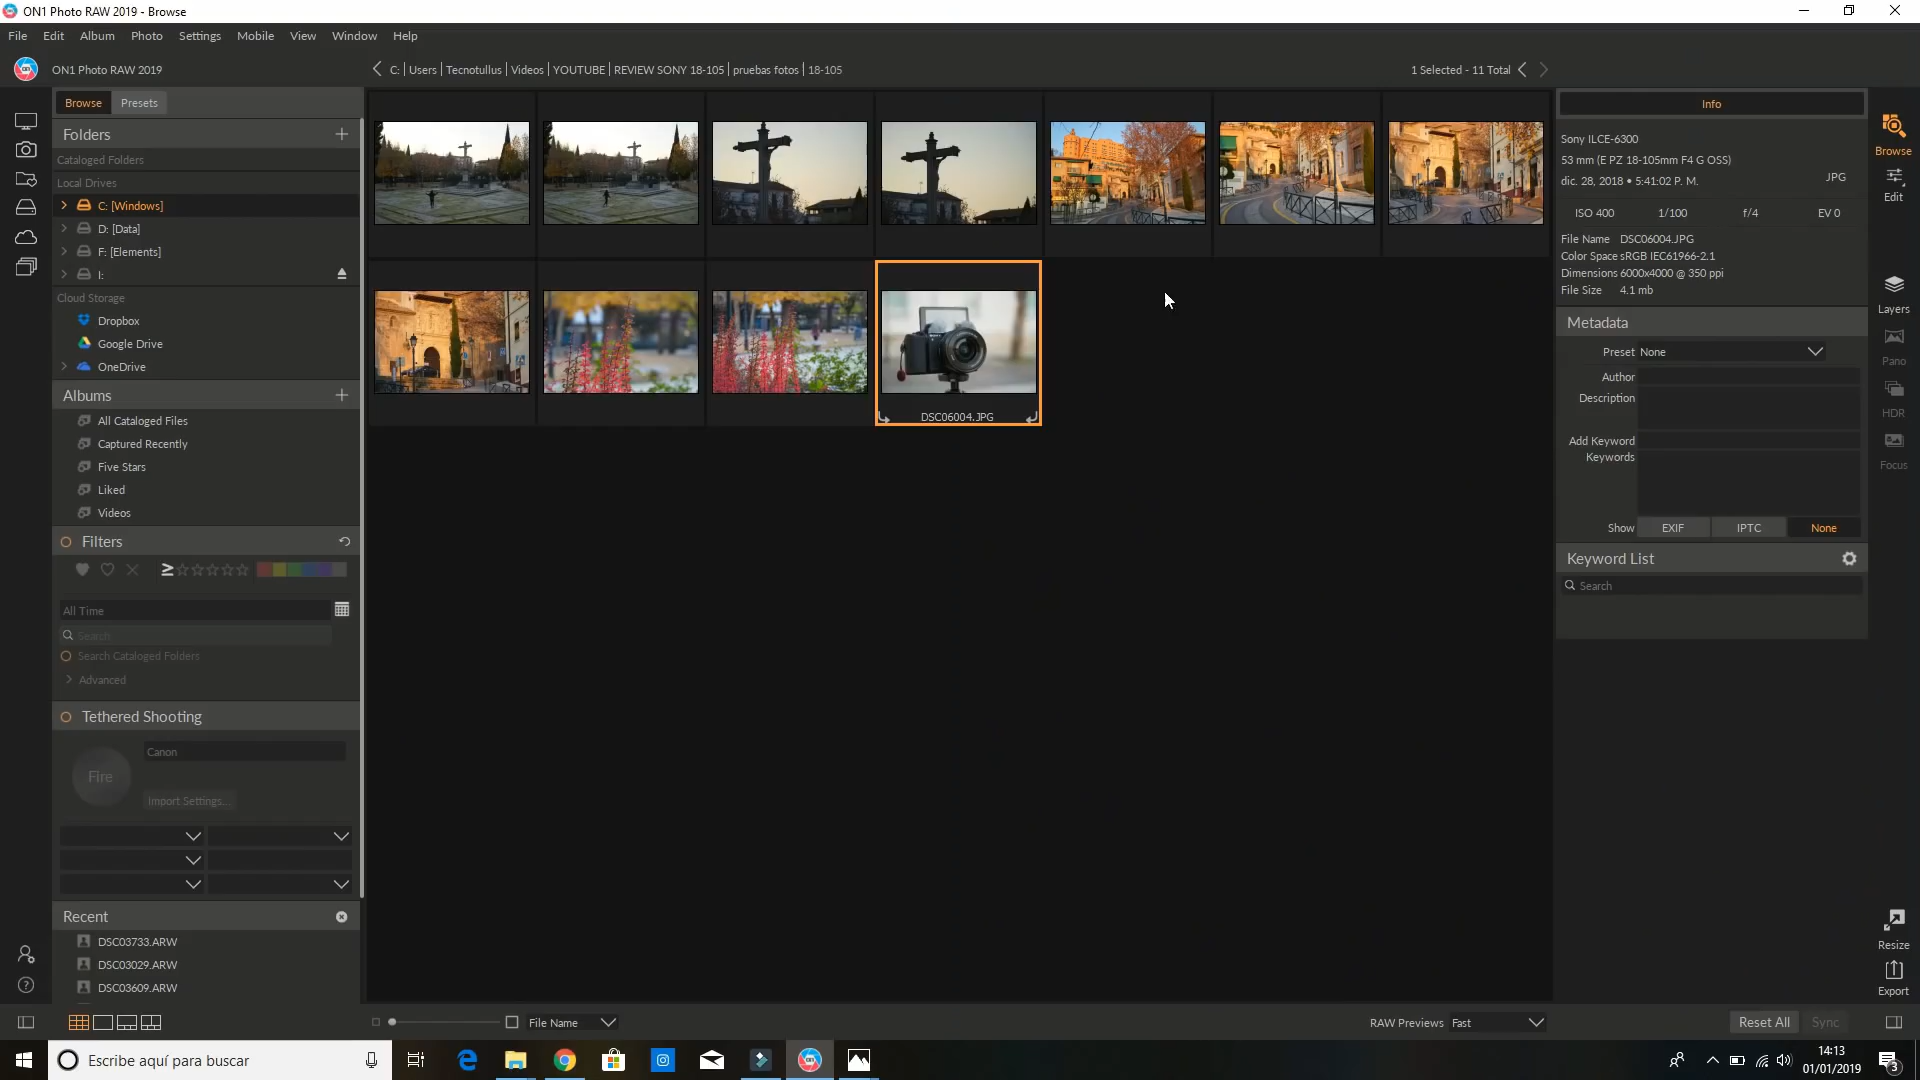 ON1 Photo RAW 2019 - Browse
File Edit Album Photo Settings Mobile View Window Help
ON1 Photo RAW 2019
C: Users Tecnotullus Videos YOUTUBE REVIEW SONY 18-105 pruebas fotos 18-105
1 Selected - 11 Total
Browse Presets
Folders
Cataloged Folders
Local Drives
C: [Windows]
D: [Data]
F: [Elements]
I:
Cloud Storage
Dropbox
Google Drive
OneDrive
Albums
All Cataloged Files
Captured Recently
Five Stars
Liked
Videos
Filters
All Time
Search
Search Cataloged Folders
Advanced
Tethered Shooting
Canon
Fire
Import Settings...
Recent
DSC03733.ARW
DSC03029.ARW
DSC03609.ARW
DSC06004.JPG
File Name
RAW Previews Fast
Reset All Sync
Info
Sony ILCE-6300
53 mm (E PZ 18-105mm F4 G OSS)
dic. 28, 2018 • 5:41:02 P. M.
JPG
ISO 400 1/100 f/4 EV 0
File Name DSC06004.JPG
Color Space sRGB IEC61966-2.1
Dimensions 6000x4000 @ 350 ppi
File Size 4.1 mb
Metadata
Preset None
Author
Description
Add Keyword
Keywords
Show EXIF IPTC None
Keyword List
Search
Browse
Edit
Layers
Pano
HDR
Focus
Resize
Export
Escribe aquí para buscar
14:13
01/01/2019
3